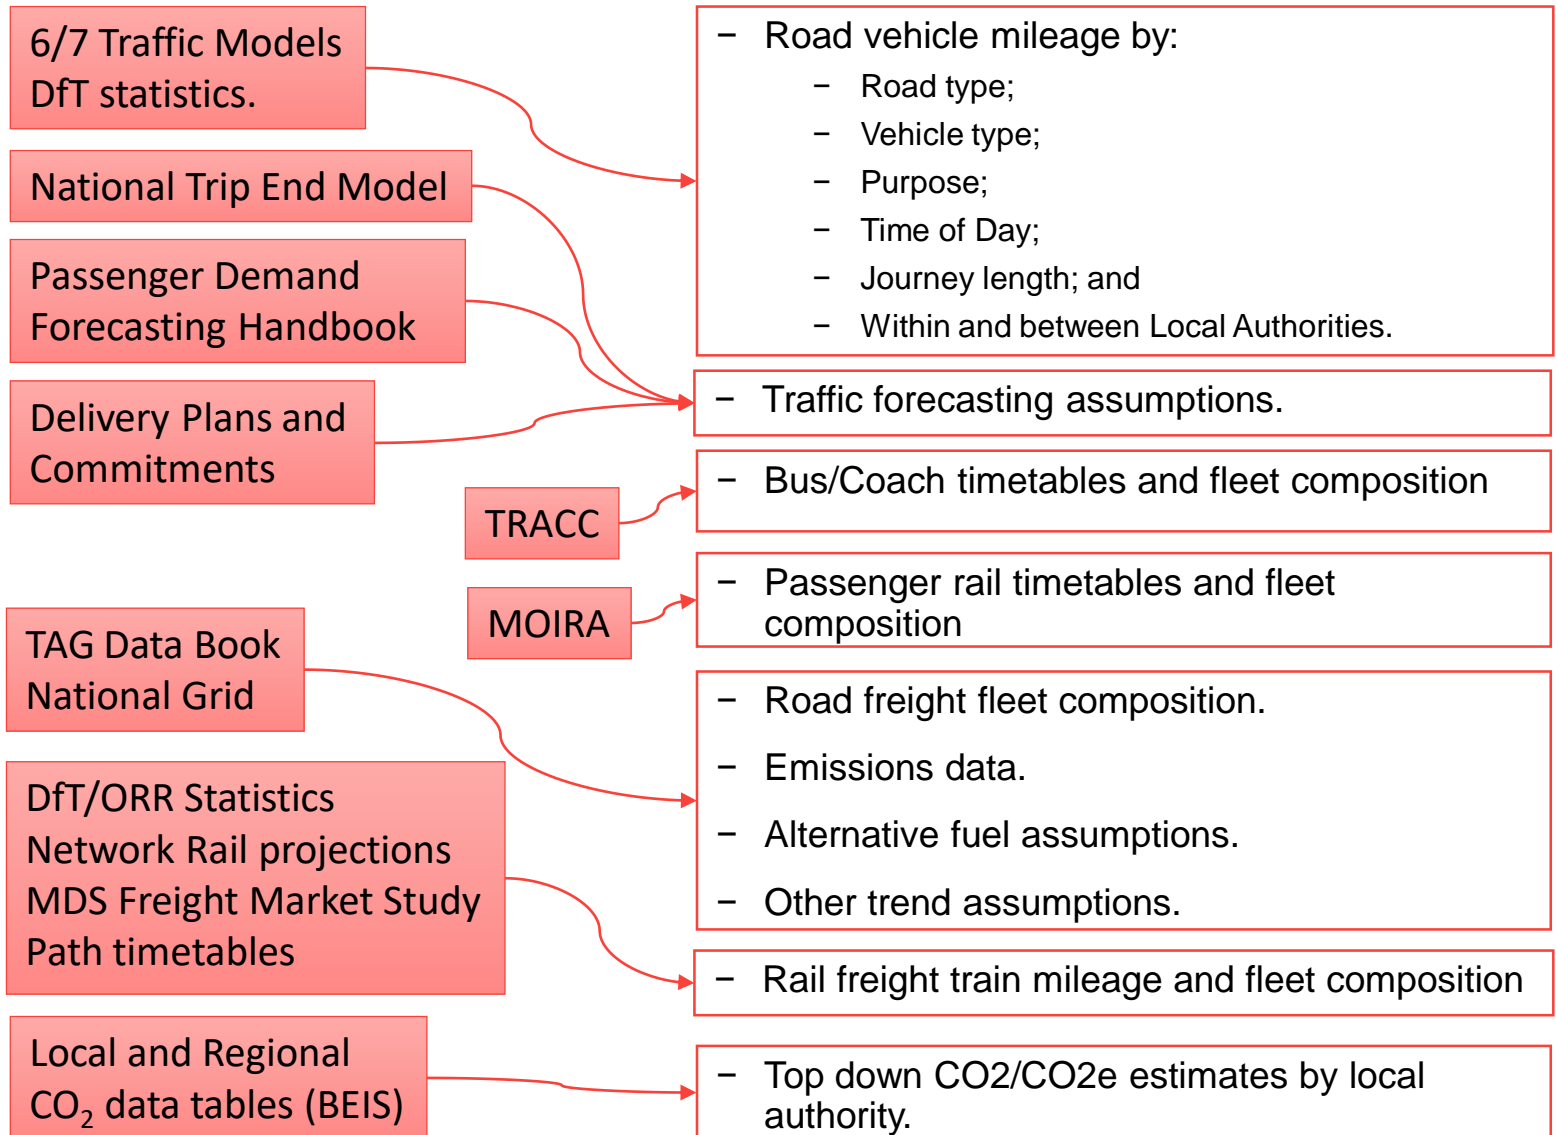 6/7 Traffic Models
DfT statistics.
National Trip End Model
Passenger Demand
Forecasting Handbook
Delivery Plans and
Commitments
TRACC
MOIRA
TAG Data Book
National Grid
DfT/ORR Statistics
Network Rail projections
MDS Freight Market Study
Path timetables
Local and Regional
CO₂ data tables (BEIS)
− Road vehicle mileage by:
− Road type;
− Vehicle type;
− Purpose;
− Time of Day;
− Journey length; and
− Within and between Local Authorities.
− Traffic forecasting assumptions.
− Bus/Coach timetables and fleet composition
− Passenger rail timetables and fleet
composition
− Road freight fleet composition.
− Emissions data.
− Alternative fuel assumptions.
− Other trend assumptions.
− Rail freight train mileage and fleet composition
− Top down CO2/CO2e estimates by local
authority.